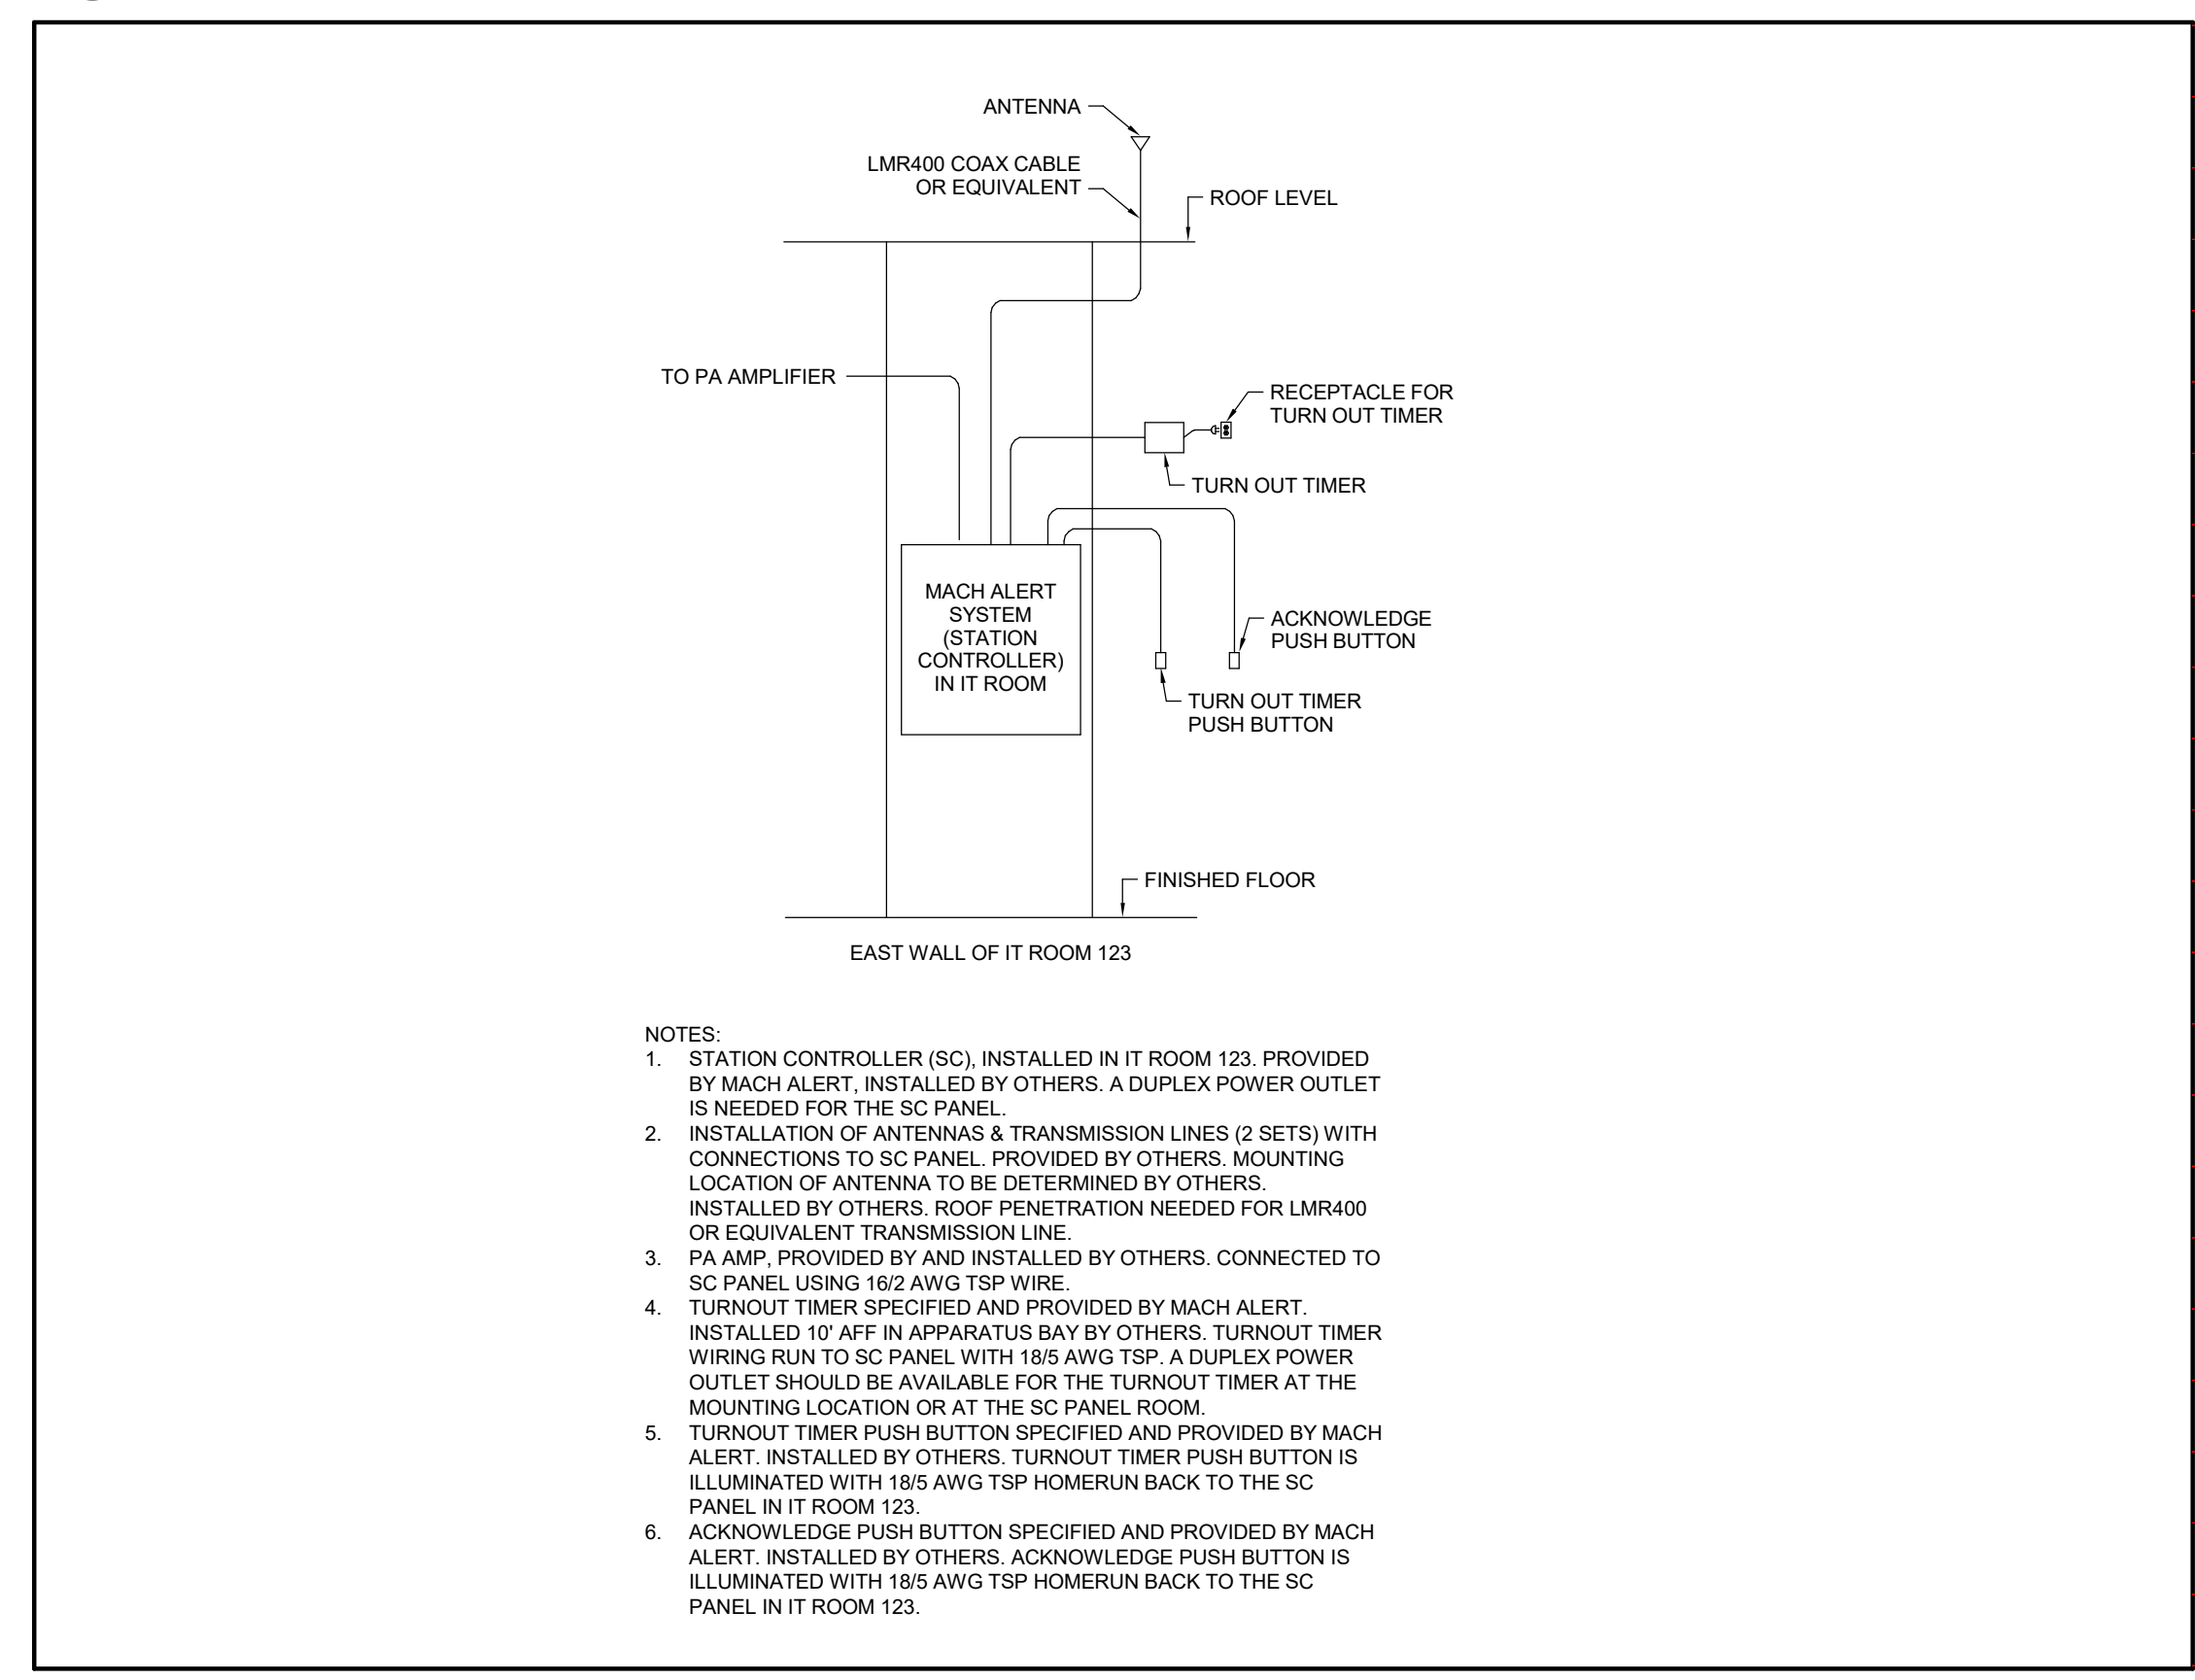 ANTENNA
LMR400 COAX CABLE
OR EQUIVALENT
ROOF LEVEL
TO PA AMPLIFIER
RECEPTACLE FOR
TURN OUT TIMER
TURN OUT TIMER
MACH ALERT
SYSTEM
(STATION
CONTROLLER)
IN IT ROOM
ACKNOWLEDGE
PUSH BUTTON
TURN OUT TIMER
PUSH BUTTON
FINISHED FLOOR
EAST WALL OF IT ROOM 123
NOTES:
1. STATION CONTROLLER (SC), INSTALLED IN IT ROOM 123. PROVIDED
BY MACH ALERT, INSTALLED BY OTHERS. A DUPLEX POWER OUTLET
IS NEEDED FOR THE SC PANEL.
2. INSTALLATION OF ANTENNAS & TRANSMISSION LINES (2 SETS) WITH
CONNECTIONS TO SC PANEL. PROVIDED BY OTHERS. MOUNTING
LOCATION OF ANTENNA TO BE DETERMINED BY OTHERS.
INSTALLED BY OTHERS. ROOF PENETRATION NEEDED FOR LMR400
OR EQUIVALENT TRANSMISSION LINE.
3. PA AMP, PROVIDED BY AND INSTALLED BY OTHERS. CONNECTED TO
SC PANEL USING 16/2 AWG TSP WIRE.
4. TURNOUT TIMER SPECIFIED AND PROVIDED BY MACH ALERT.
INSTALLED 10' AFF IN APPARATUS BAY BY OTHERS. TURNOUT TIMER
WIRING RUN TO SC PANEL WITH 18/5 AWG TSP. A DUPLEX POWER
OUTLET SHOULD BE AVAILABLE FOR THE TURNOUT TIMER AT THE
MOUNTING LOCATION OR AT THE SC PANEL ROOM.
5. TURNOUT TIMER PUSH BUTTON SPECIFIED AND PROVIDED BY MACH
ALERT. INSTALLED BY OTHERS. TURNOUT TIMER PUSH BUTTON IS
ILLUMINATED WITH 18/5 AWG TSP HOMERUN BACK TO THE SC
PANEL IN IT ROOM 123.
6. ACKNOWLEDGE PUSH BUTTON SPECIFIED AND PROVIDED BY MACH
ALERT. INSTALLED BY OTHERS. ACKNOWLEDGE PUSH BUTTON IS
ILLUMINATED WITH 18/5 AWG TSP HOMERUN BACK TO THE SC
PANEL IN IT ROOM 123.